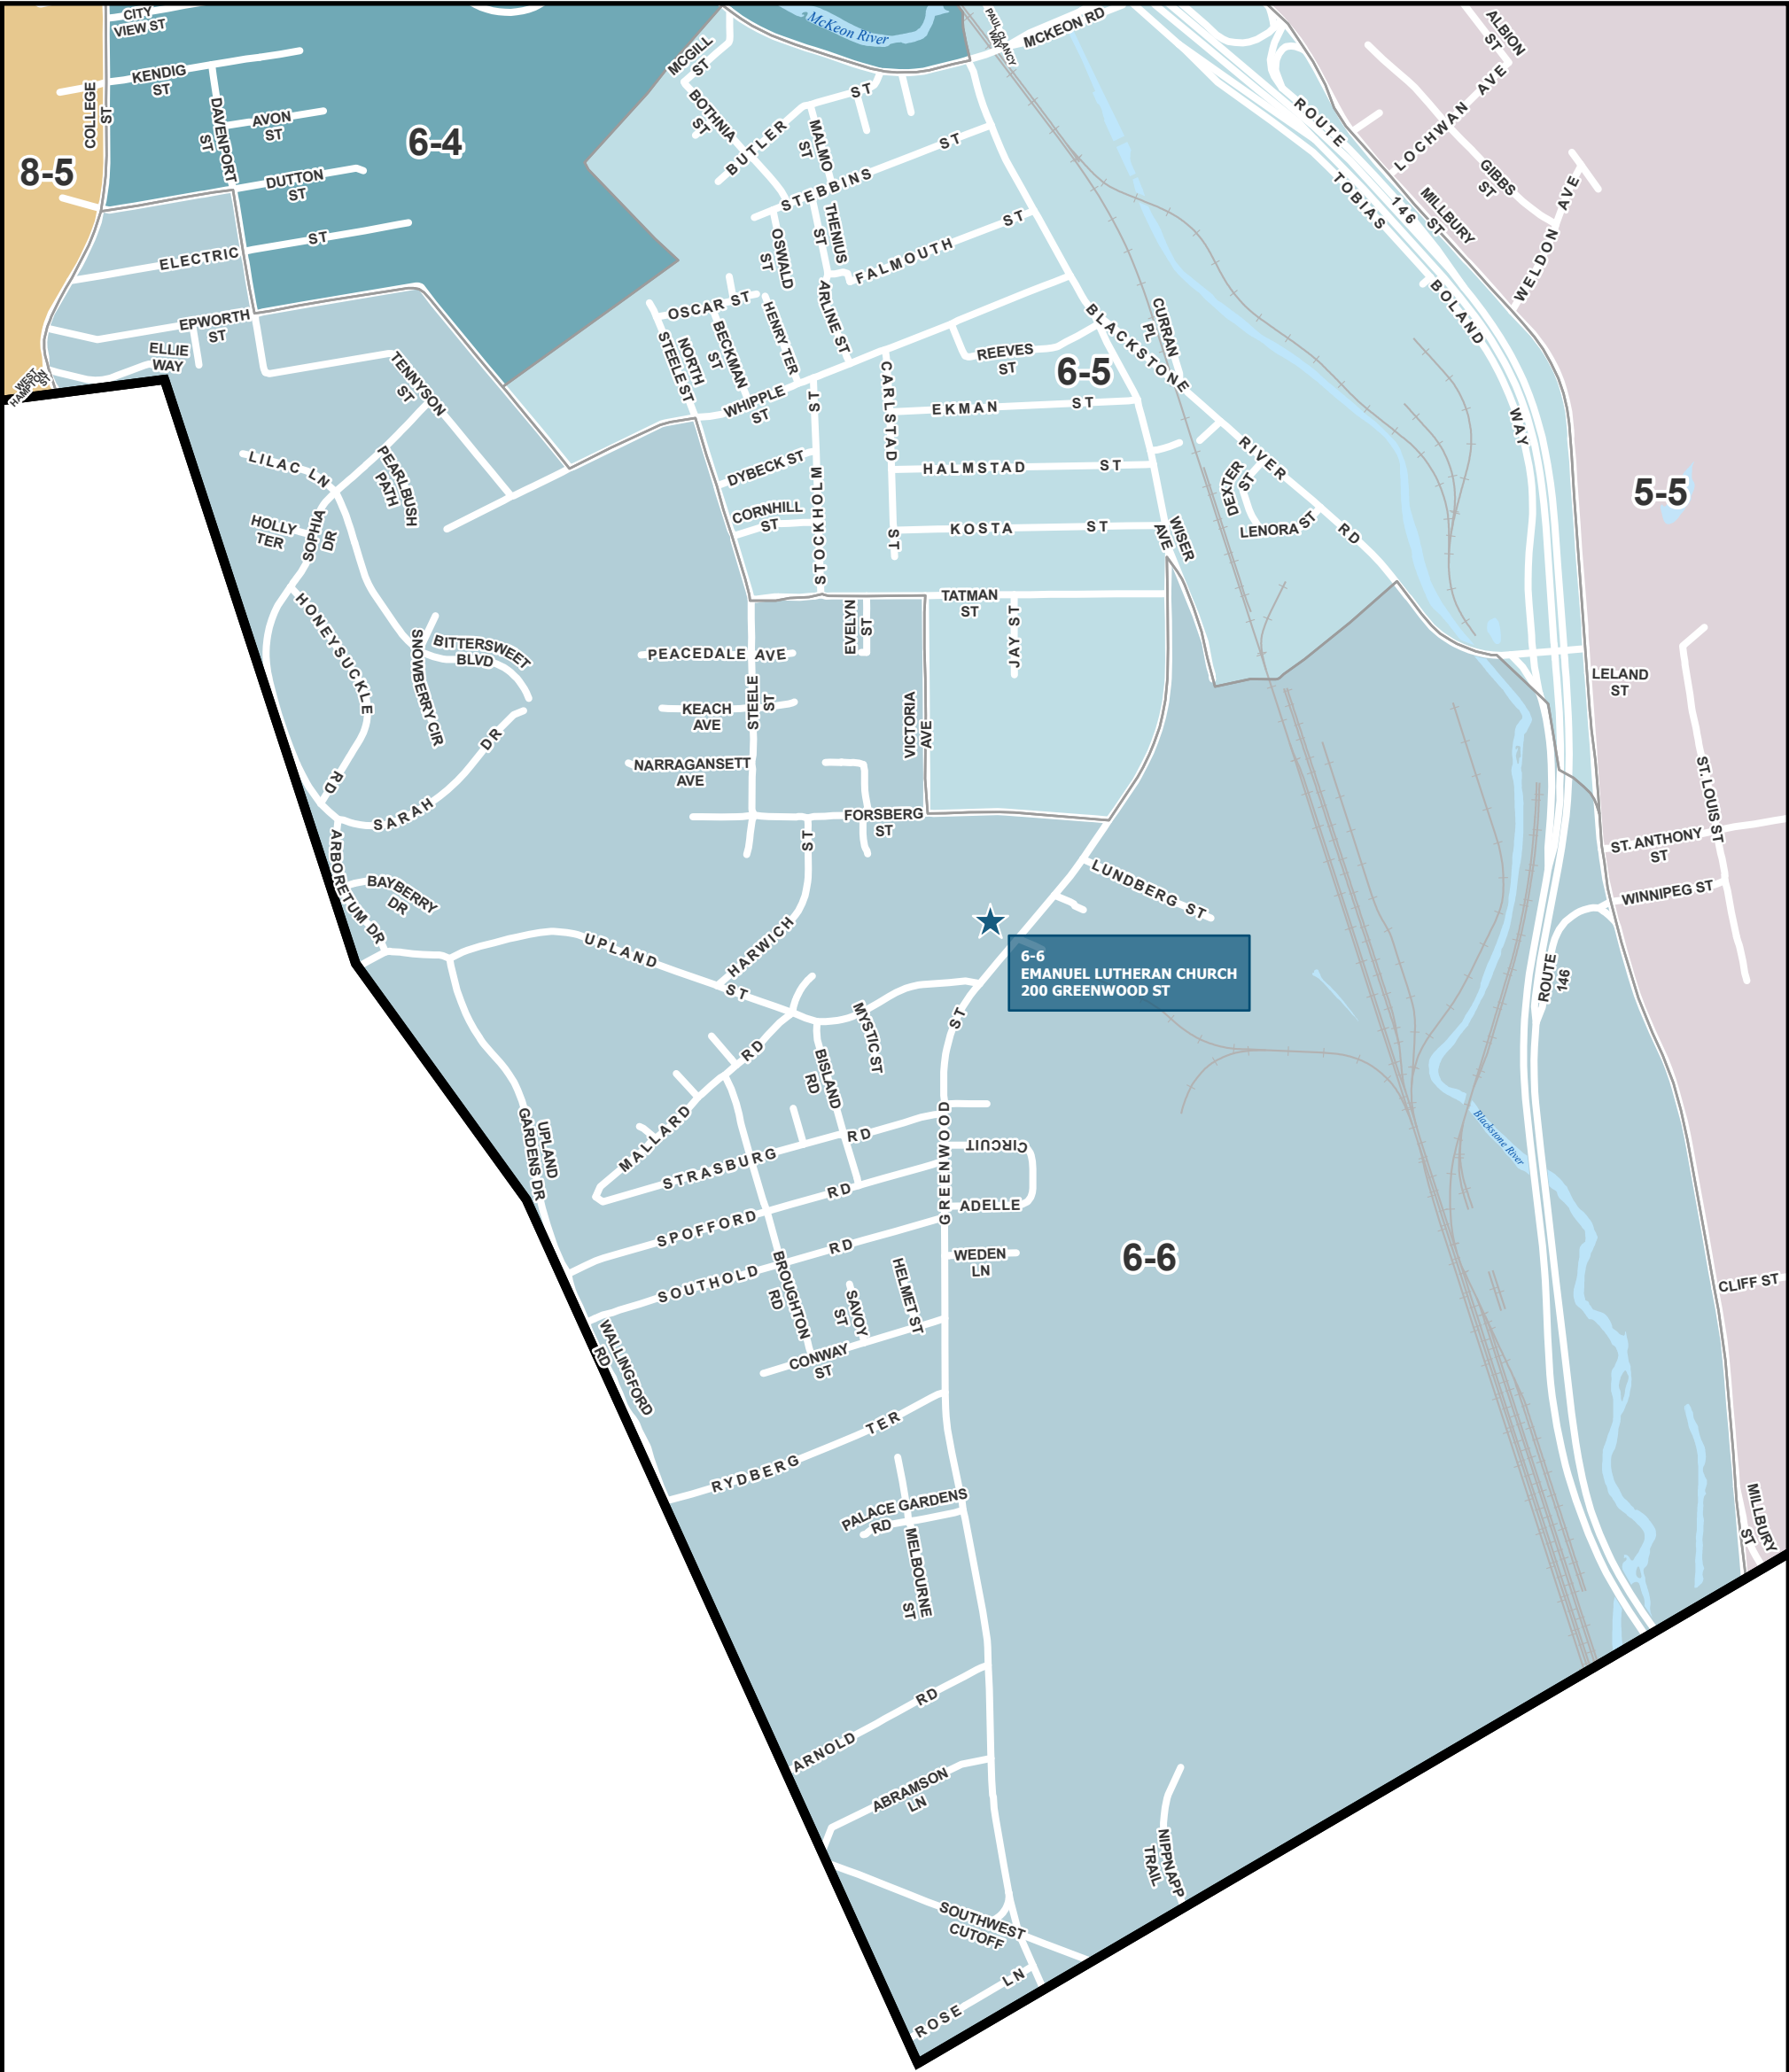 CITY
VIEW ST
KENDIG
ST
COLLEGE
ST
DAVENPORT
ST
AVON
ST
DUTTON
ST
6-4
8-5
ELECTRIC ST
EPWORTH
ST
ELLIE
WAY
WEST
HAMPTON
ST
TENNYSON
ST
McKeon River
PAUL CLANCY
WAY
MCKEON RD
MCGILL
ST
BOTHNIA
ST
BUTLER ST
MALMO
ST
STEBBINS ST
THENIUS
ST
OSWALD
ST
FALMOUTH ST
ARLINE ST
OSCAR ST
HENRY TER
BECKMAN
ST
NORTH
STEELE ST
WHIPPLE
ST
REEVES
ST
6-5
BLACKSTONE RIVER RD
CURRAN
PL
CARLSTAD ST
EKMAN ST
HALMSTAD ST
KOSTA ST
DYBECK ST
CORNHILL
ST
STOCKHOLM ST
DEXTER
ST
LENORA ST
WISER
AVE
TATMAN
ST
JAY ST
EVELYN
ST
ALBION
ST
LOCHWAN AVE
GIBBS
ST
WELDON AVE
MILLBURY
ST
ROUTE 146
TOBIAS BOLAND WAY
5-5
LELAND
ST
ST. LOUIS ST
ST. ANTHONY
ST
WINNIPEG ST
ROUTE
146
CLIFF ST
MILLBURY
ST
LILAC LN
PEARLBUSH
PATH
HOLLY
TER
SOPHIA
DR
HONEYSUCKLE RD
SNOWBERRY CIR
BITTERSWEET
BLVD
SARAH DR
ARBORETUM DR
BAYBERRY
DR
PEACEDALE AVE
KEACH
AVE
STEELE
ST
NARRAGANSETT
AVE
VICTORIA
AVE
FORSBERG
ST
LUNDBERG ST
HARWICH ST
UPLAND ST
6-6
EMANUEL LUTHERAN CHURCH
200 GREENWOOD ST
MYSTIC ST
BISLAND
RD
MALLARD RD
UPLAND
GARDENS DR
STRASBURG RD
SPOFFORD RD
SOUTHOLD RD
GREENWOOD ST
CIRCUIT
ADELLE
WEDEN
LN
BROUGHTON
RD
SAVOY
ST
HELMET ST
CONWAY
ST
WALLINGFORD
RD
6-6
Blackstone River
RYDBERG TER
PALACE GARDENS
RD
MELBOURNE
ST
ARNOLD RD
ABRAMSON
LN
NIPPNAPP
TRAIL
SOUTHWEST
CUTOFF
ROSE LN